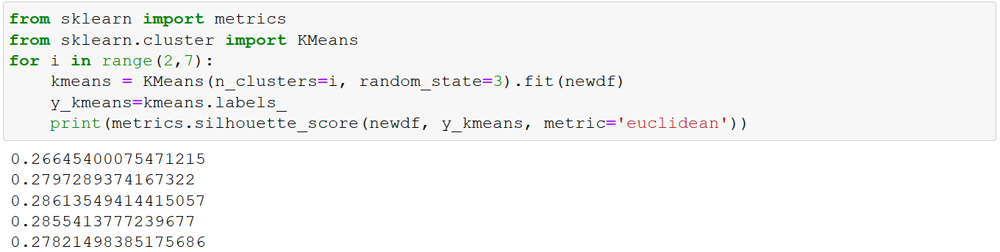 from sklearn import metrics
from sklearn.cluster import KMeans
for i in range(2,7):
    kmeans = KMeans(n_clusters=i, random_state=3).fit(newdf)
    y_kmeans=kmeans.labels_
    print(metrics.silhouette_score(newdf, y_kmeans, metric='euclidean'))
0.26645400075471215
0.2797289374167322
0.28613549414415057
0.2855413777239677
0.27821498385175686